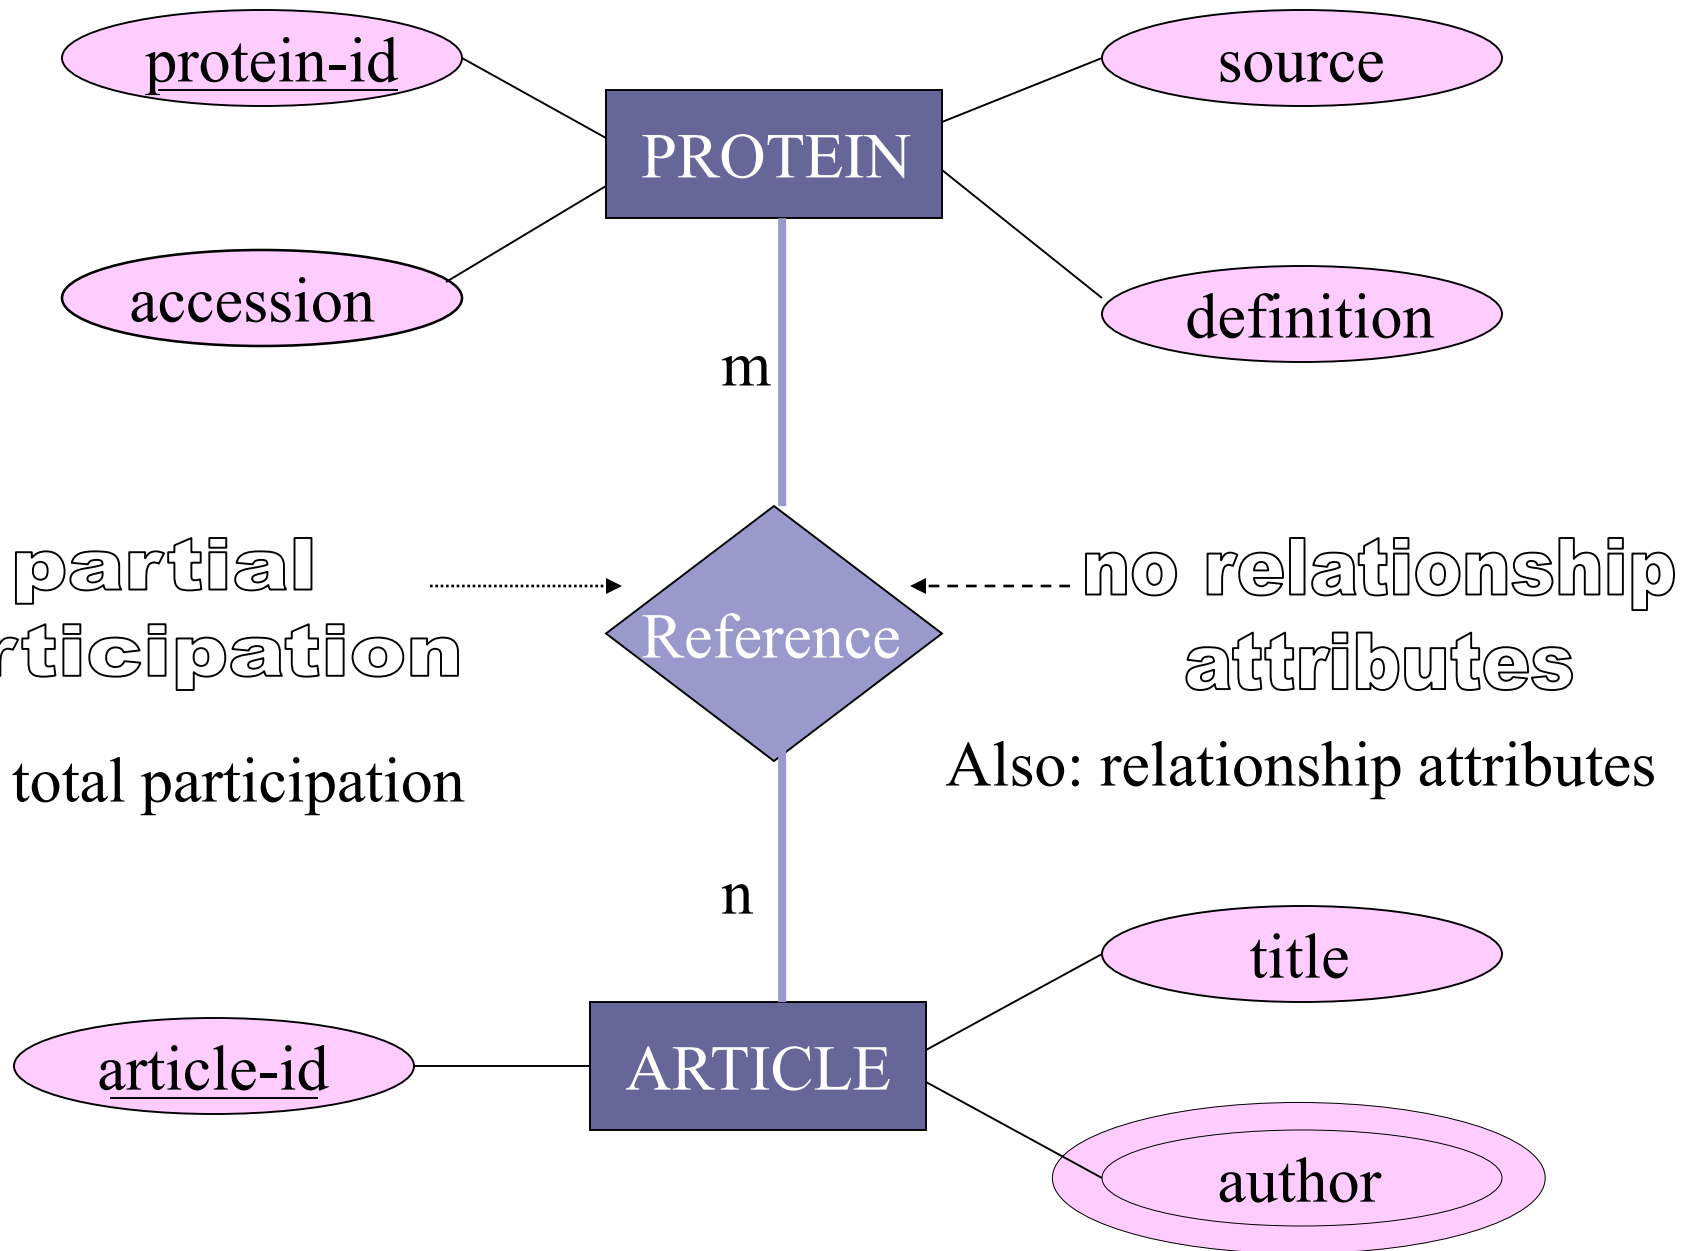 protein-id
source
PROTEIN
accession
definition
m
partial
rticipation
no relationship
attributes
Reference
total participation
Also: relationship attributes
n
title
article-id
ARTICLE
author